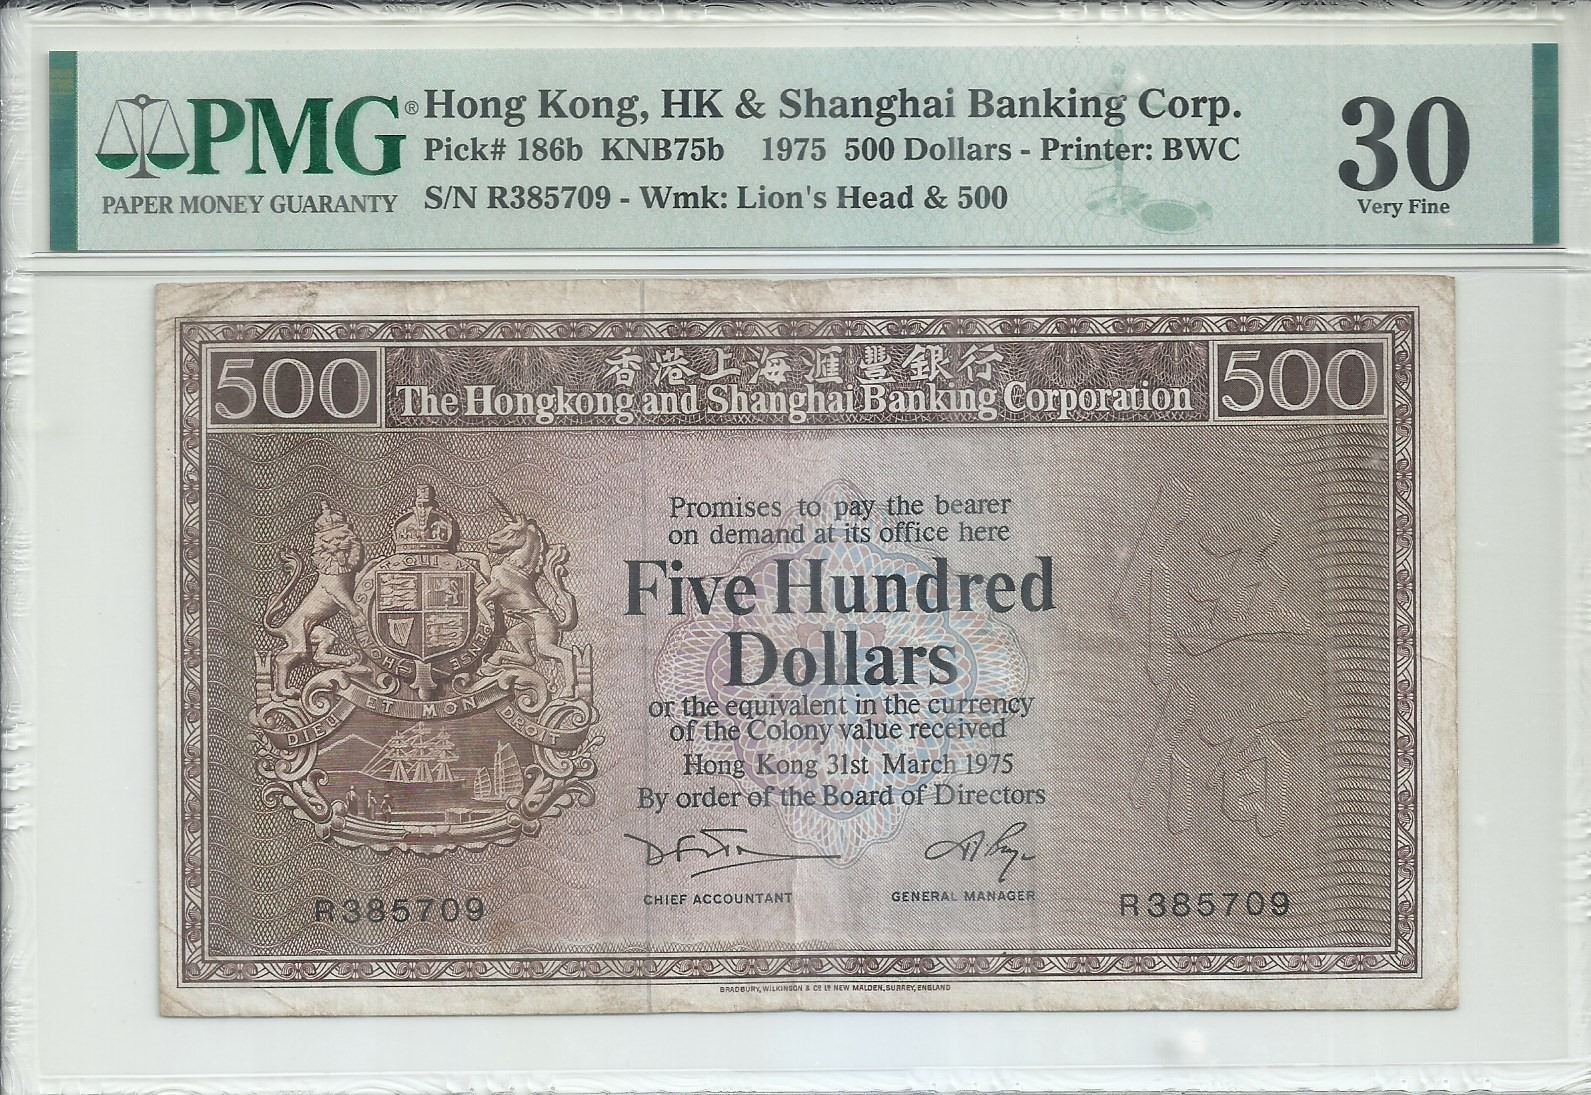 PMG®
PAPER MONEY GUARANTY
Hong Kong, HK & Shanghai Banking Corp.
Pick# 186b KNB75b 1975 500 Dollars - Printer: BWC
S/N R385709 - Wmk: Lion's Head & 500
30
Very Fine
500
香港上海滙豐銀行
The Hongkong and Shanghai Banking Corporation
500
Promises to pay the bearer
on demand at its office here
Five Hundred
Dollars
or the equivalent in the currency
of the Colony value received
Hong Kong 31st March 1975
By order of the Board of Directors
DIEU ET MON DROIT
CHIEF ACCOUNTANT
GENERAL MANAGER
R385709
R385709
BRADBURY, WILKINSON & Cº Lᴰ NEW MALDEN, SURREY, ENGLAND